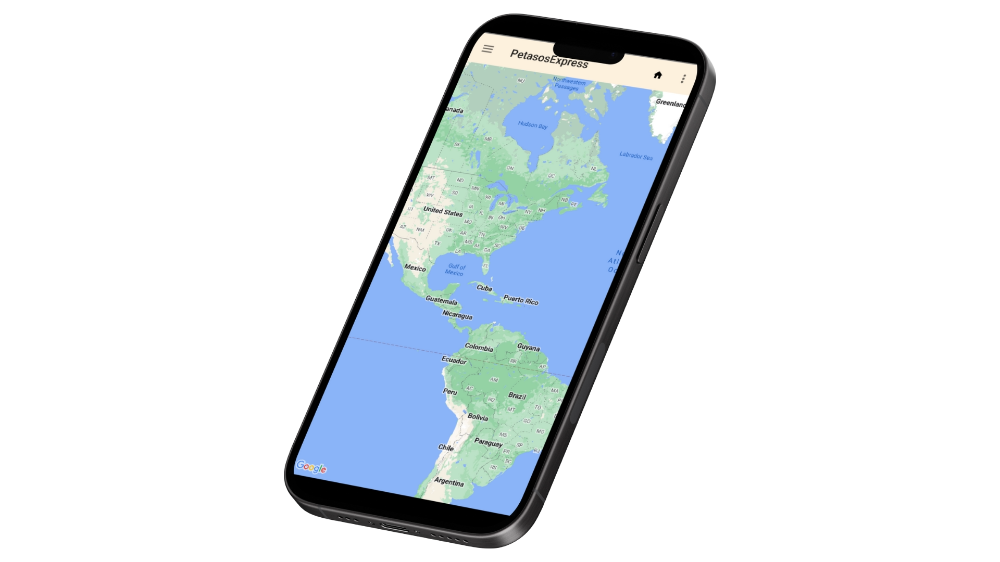 PetasosExpress
NU
Northwestern
Passages
Greenlan
anada
Hudson Bay
MB
SK
Labrador Sea
ON
QC
NL
MT
ND
MN
WY
SD
WI
MI
NB
PE
UT
United States
IA
IL
IN
OH
NY
NH
AZ
NM
OK
MO
WV
DE
TX
AR
TN
MS
AL
SC
LA
GA
FL
Mexico
Gulf of
Mexico
Cuba
Puerto Rico
Guatemala
Nicaragua
Colombia
Guyana
Ecuador
RR
AP
AM
Peru
AC
RO
Brazil
MA
TO
MT
Bolivia
GO
MG
MS
Chile
Paraguay
SP
PR
RJ
SC
RS
Argentina
Google